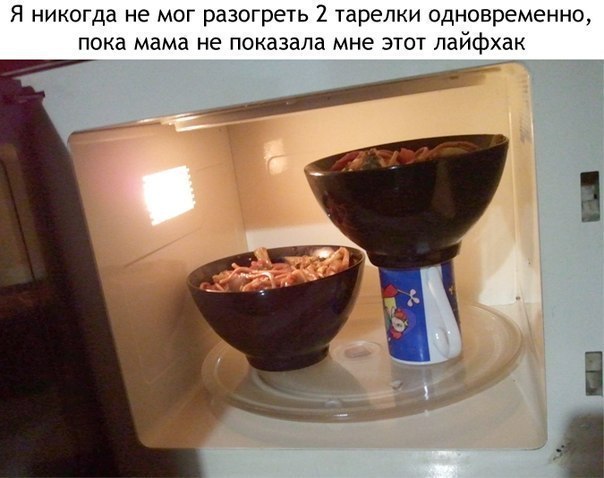 Я никогда не мог разогреть 2 тарелки одновременно,
пока мама не показала мне этот лайфхак